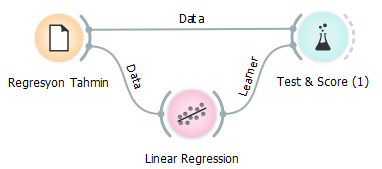 Data
Regresyon Tahmin
Data
Learner
Test & Score (1)
Linear Regression